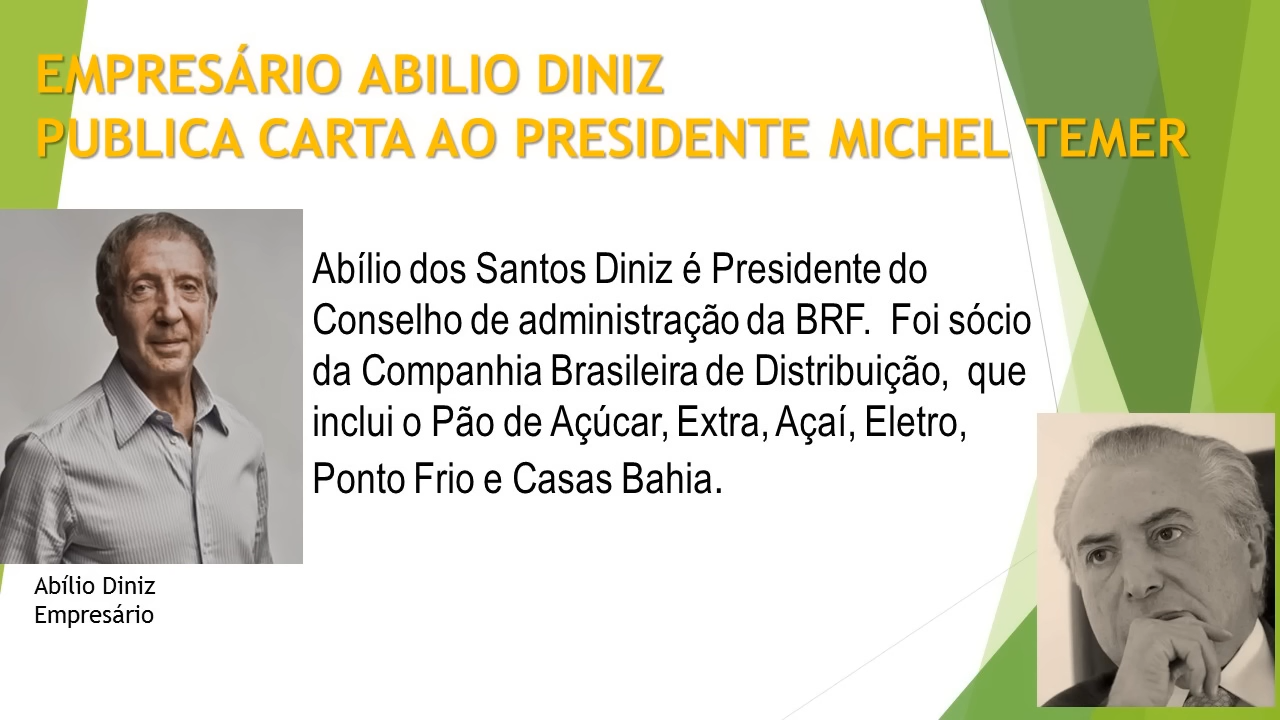 EMPRESÁRIO ABILIO DINIZ
PUBLICA CARTA AO PRESIDENTE MICHEL TEMER
Abílio dos Santos Diniz é Presidente do
Conselho de administração da BRF.  Foi sócio
da Companhia Brasileira de Distribuição,  que
inclui o Pão de Açúcar, Extra, Açaí, Eletro,
Ponto Frio e Casas Bahia.
Abílio Diniz
Empresário